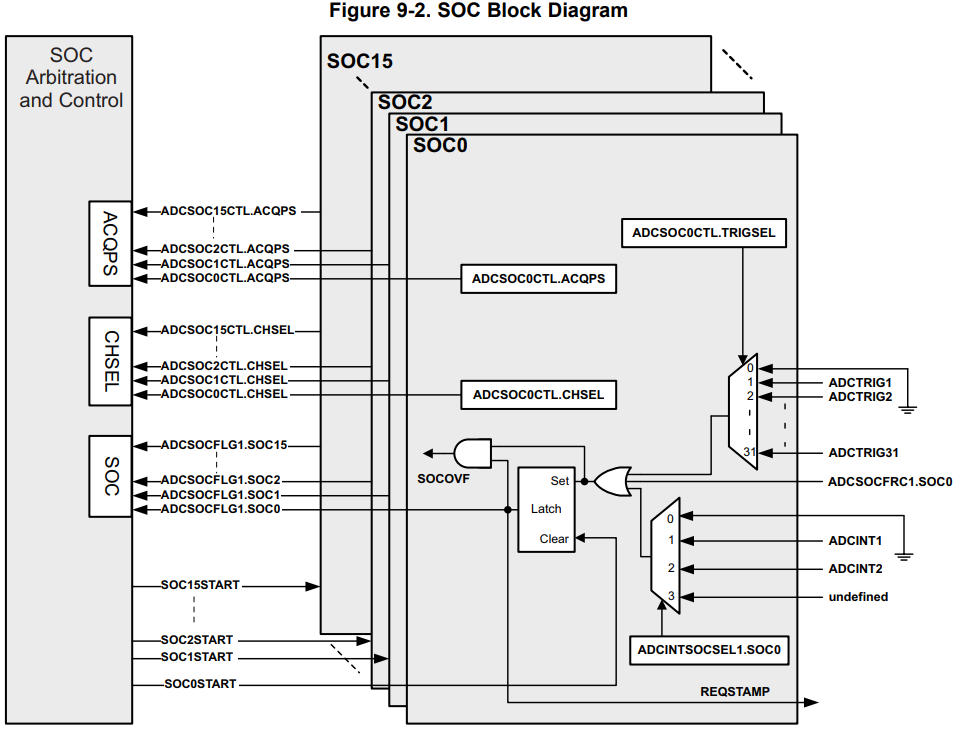 Figure 9-2. SOC Block Diagram
SOC
Arbitration
and Control
SOC15
SOC2
SOC1
SOC0
ACQPS
ADCSOC15CTL.ACQPS
ADCSOC2CTL.ACQPS
ADCSOC1CTL.ACQPS
ADCSOC0CTL.ACQPS
ADCSOC0CTL.ACQPS
ADCSOC0CTL.TRIGSEL
CHSEL
ADCSOC15CTL.CHSEL
ADCSOC2CTL.CHSEL
ADCSOC1CTL.CHSEL
ADCSOC0CTL.CHSEL
ADCSOC0CTL.CHSEL
0
1
2
31
ADCTRIG1
ADCTRIG2
ADCTRIG31
SOC
ADCSOCFLG1.SOC15
ADCSOCFLG1.SOC2
ADCSOCFLG1.SOC1
ADCSOCFLG1.SOC0
SOCOVF
Set
Latch
Clear
ADCSOCFRC1.SOC0
0
1
2
3
ADCINT1
ADCINT2
undefined
ADCINTSOCSEL1.SOC0
SOC15START
SOC2START
SOC1START
SOC0START
REQSTAMP